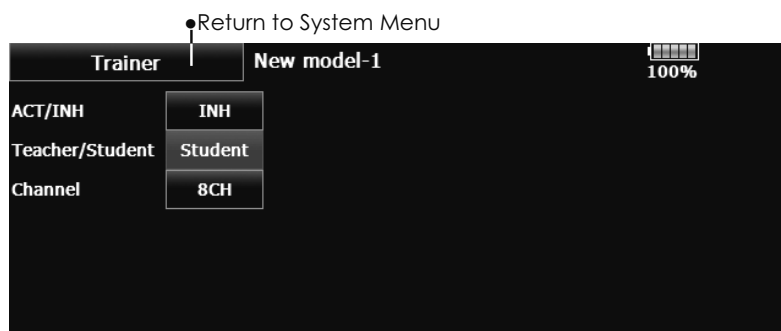 ●Return to System Menu
Trainer New model-1 100%
ACT/INH INH
Teacher/Student Student
Channel 8CH